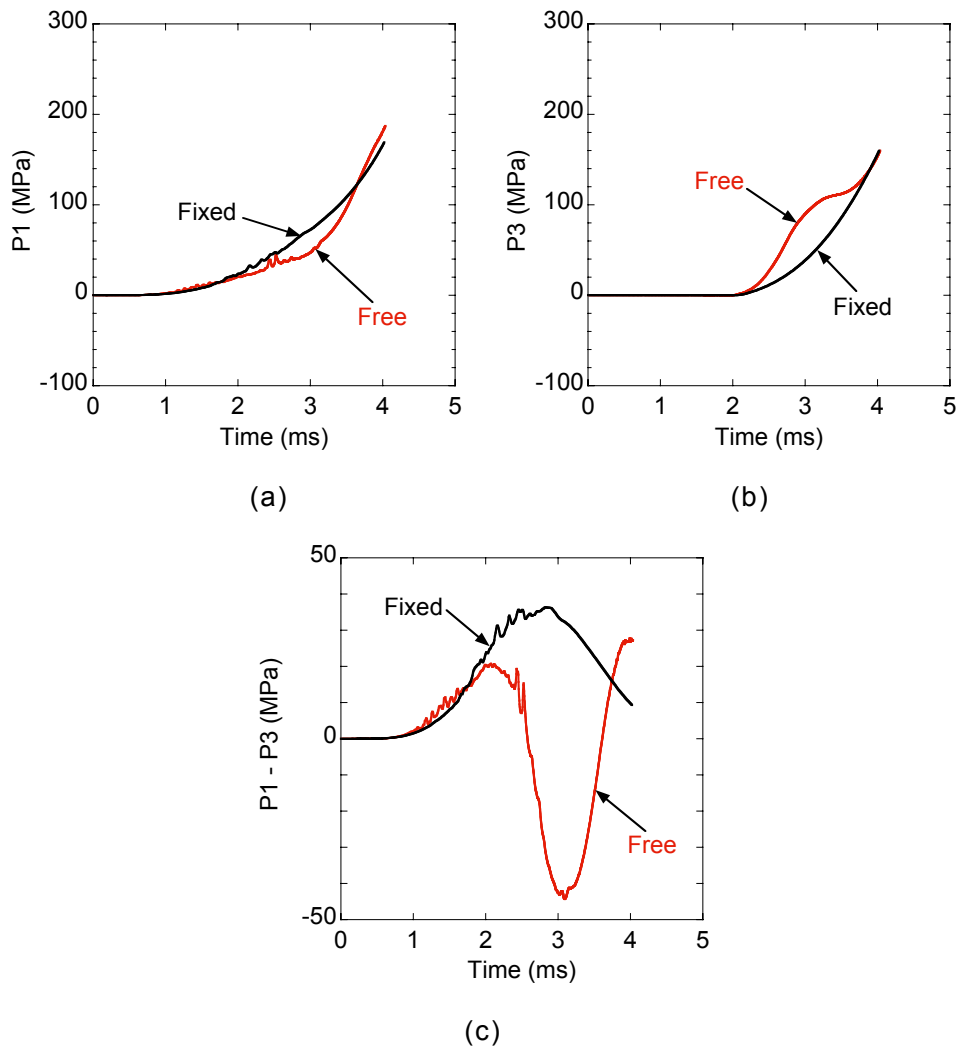 300
200
100
0
-100
P1 (MPa)
Fixed
Free
0 1 2 3 4 5
Time (ms)
(a)
300
200
100
0
-100
P3 (MPa)
Free
Fixed
0 1 2 3 4 5
Time (ms)
(b)
50
0
-50
P1 - P3 (MPa)
Fixed
Free
0 1 2 3 4 5
Time (ms)
(c)